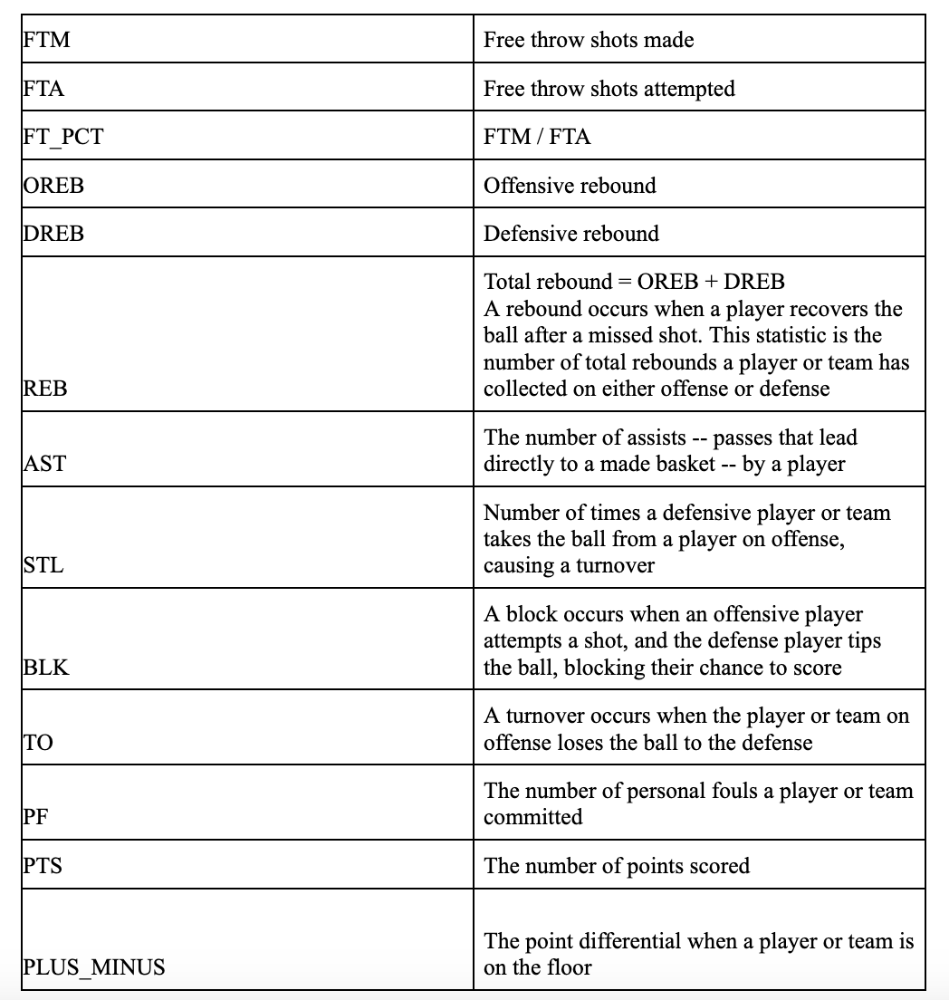 FTM
Free throw shots made
FTA
Free throw shots attempted
FT_PCT
FTM / FTA
OREB
Offensive rebound
DREB
Defensive rebound
REB
Total rebound = OREB + DREB
A rebound occurs when a player recovers the
ball after a missed shot. This statistic is the
number of total rebounds a player or team has
collected on either offense or defense
AST
The number of assists -- passes that lead
directly to a made basket -- by a player
STL
Number of times a defensive player or team
takes the ball from a player on offense,
causing a turnover
BLK
A block occurs when an offensive player
attempts a shot, and the defense player tips
the ball, blocking their chance to score
TO
A turnover occurs when the player or team on
offense loses the ball to the defense
PF
The number of personal fouls a player or team
committed
PTS
The number of points scored
PLUS_MINUS
The point differential when a player or team is
on the floor